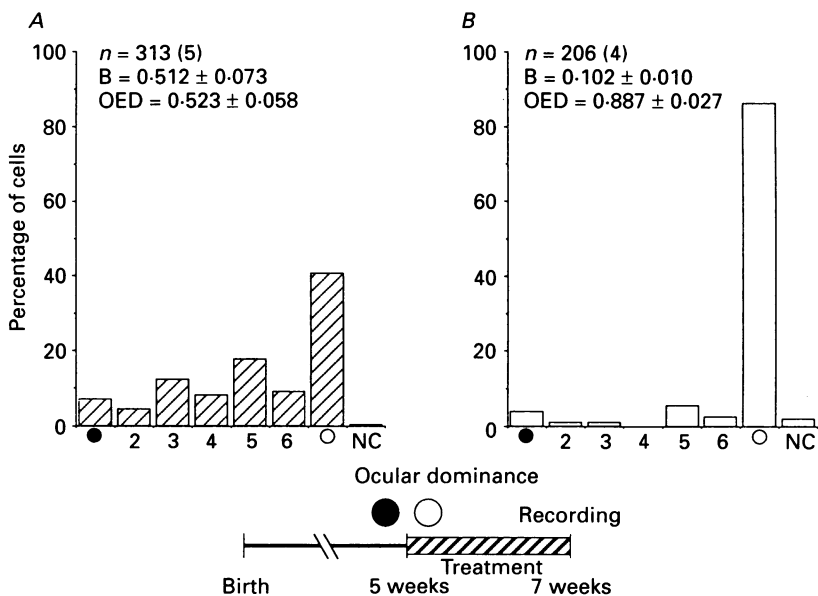 A
n = 313 (5)
B = 0·512 ± 0·073
OED = 0·523 ± 0·058
100
80
60
40
20
0
Percentage of cells
2 3 4 5 6 NC
B
n = 206 (4)
B = 0·102 ± 0·010
OED = 0·887 ± 0·027
100
80
60
40
20
0
2 3 4 5 6 NC
Ocular dominance
Recording
Treatment
Birth 5 weeks 7 weeks